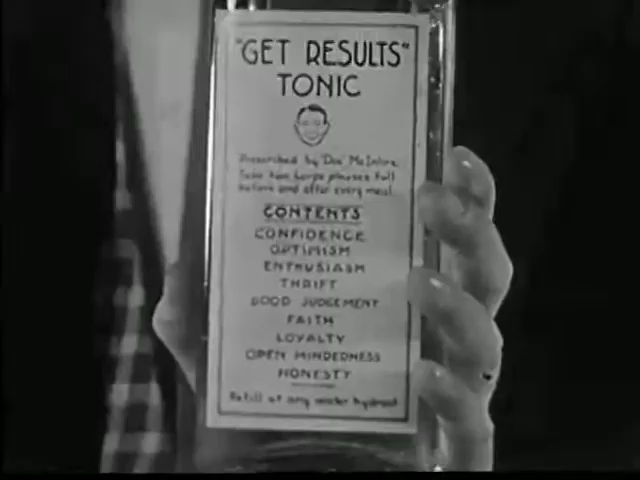 "GET RESULTS"
TONIC
Prescribed by "Doc" McIntire
Take two large glasses full
before and after every meal.
CONTENTS
CONFIDENCE
OPTIMISM
ENTHUSIASM
THRIFT
GOOD JUDGEMENT
FAITH
LOYALTY
OPEN MINDEDNESS
HONESTY
Refill at any water hydrant